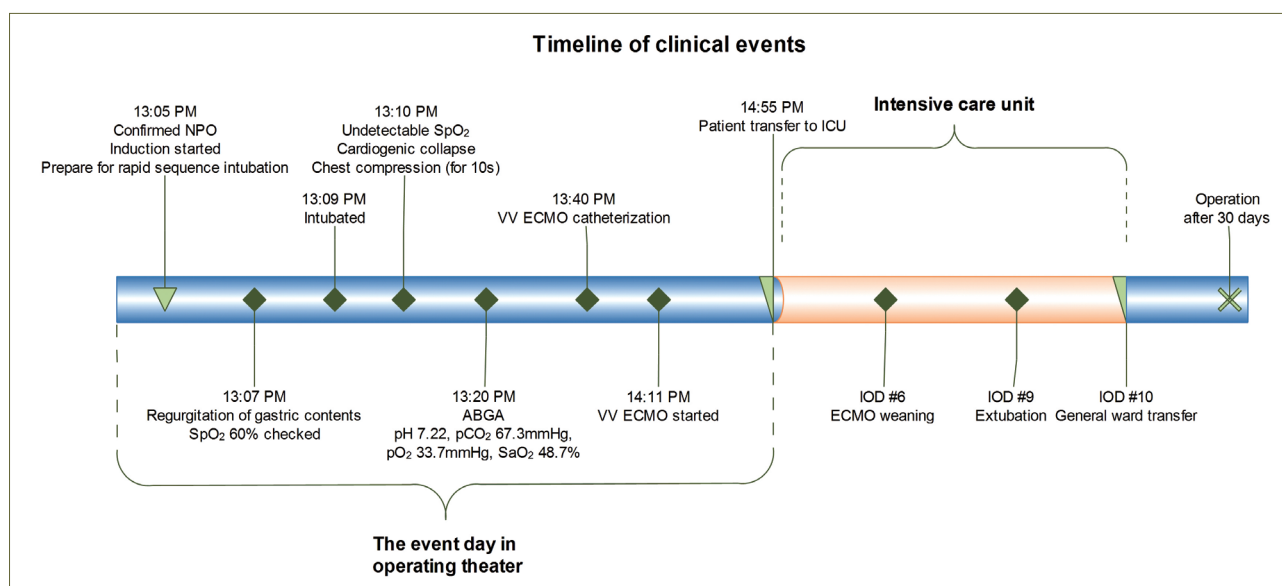 Timeline of clinical events
13:05 PM
Confirmed NPO
Induction started
Prepare for rapid sequence intubation
13:09 PM
Intubated
13:10 PM
Undetectable SpO₂
Cardiogenic collapse
Chest compression (for 10s)
13:40 PM
VV ECMO catheterization
14:55 PM
Patient transfer to ICU
Intensive care unit
Operation
after 30 days
13:07 PM
Regurgitation of gastric contents
SpO₂ 60% checked
13:20 PM
ABGA
pH 7.22, pCO₂ 67.3mmHg,
pO₂ 33.7mmHg, SaO₂ 48.7%
14:11 PM
VV ECMO started
IOD #6
ECMO weaning
IOD #9
Extubation
IOD #10
General ward transfer
The event day in
operating theater